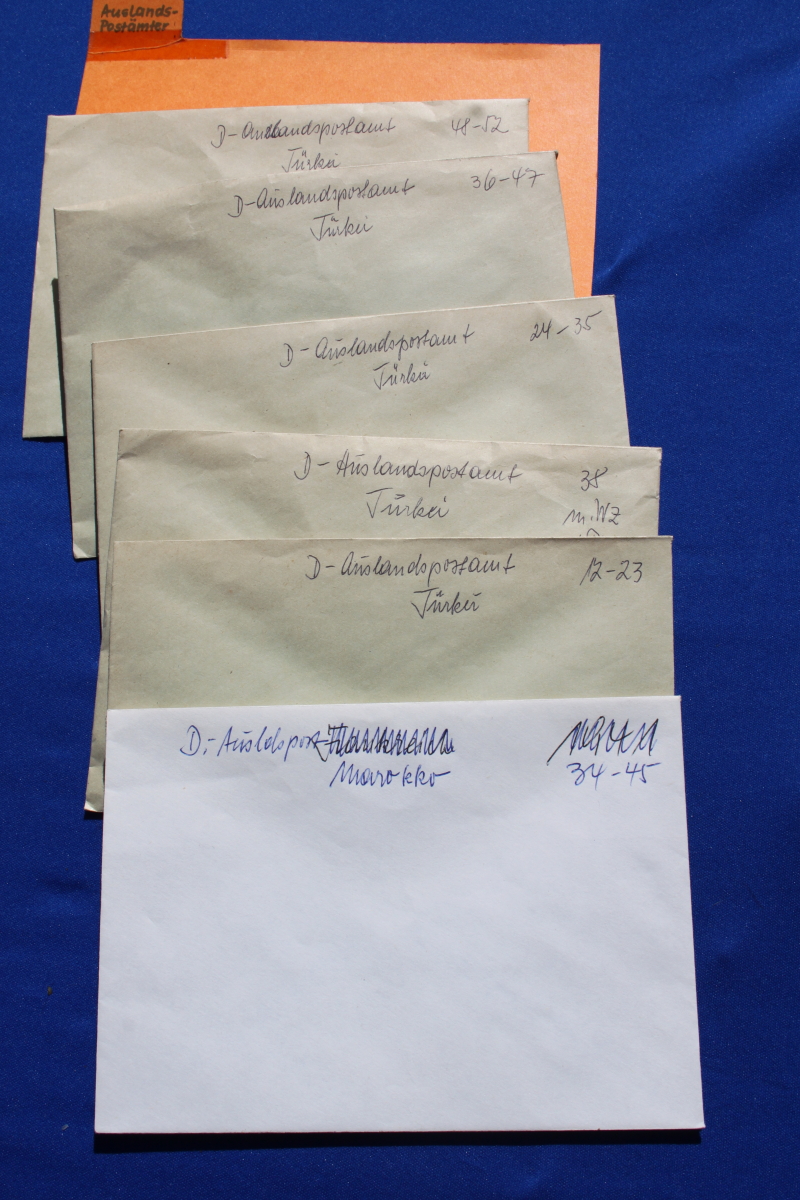 Auslands-
Postämter
D-Auslandspostamt 48-52
Türkei
D-Auslandspostamt 36-47
Türkei
D-Auslandspostamt 24-35
Türkei
D-Auslandspostamt 38
Türkei m. WZ
D-Auslandspostamt 12-23
Türkei
D.-Ausldspost
Marokko 34-45